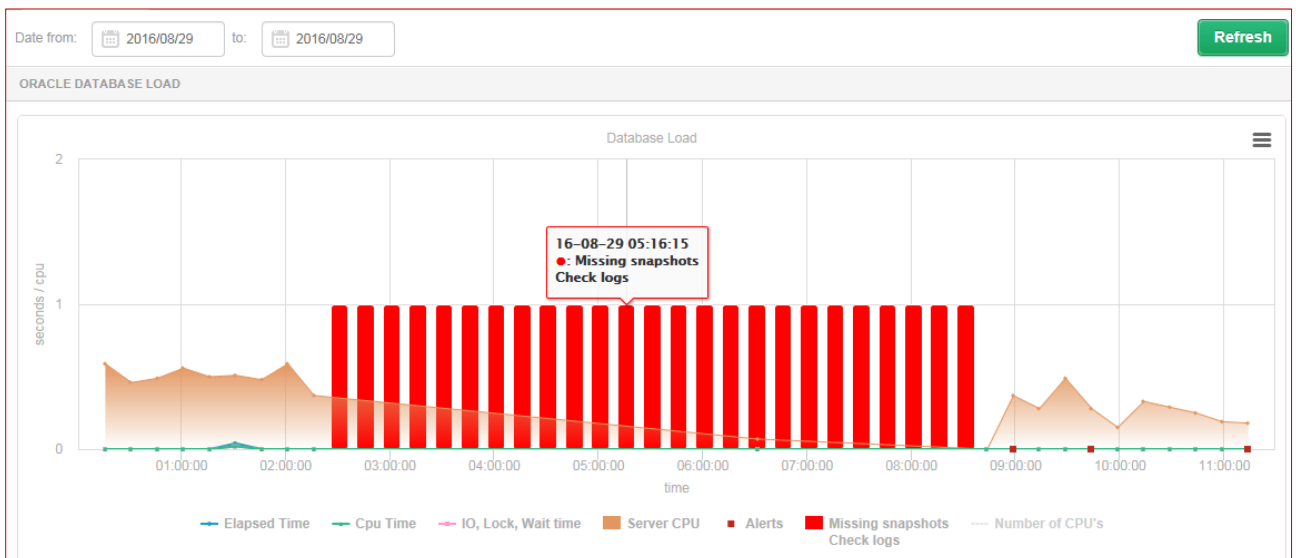 Date from: 2016/08/29 to: 2016/08/29 Refresh
ORACLE DATABASE LOAD
Database Load
2
1
0
seconds / cpu
16-08-29 05:16:15
●: Missing snapshots
Check logs
01:00:00 02:00:00 03:00:00 04:00:00 05:00:00 06:00:00 07:00:00 08:00:00 09:00:00 10:00:00 11:00:00
time
Elapsed Time Cpu Time IO, Lock, Wait time Server CPU Alerts Missing snapshots Number of CPU's
Check logs